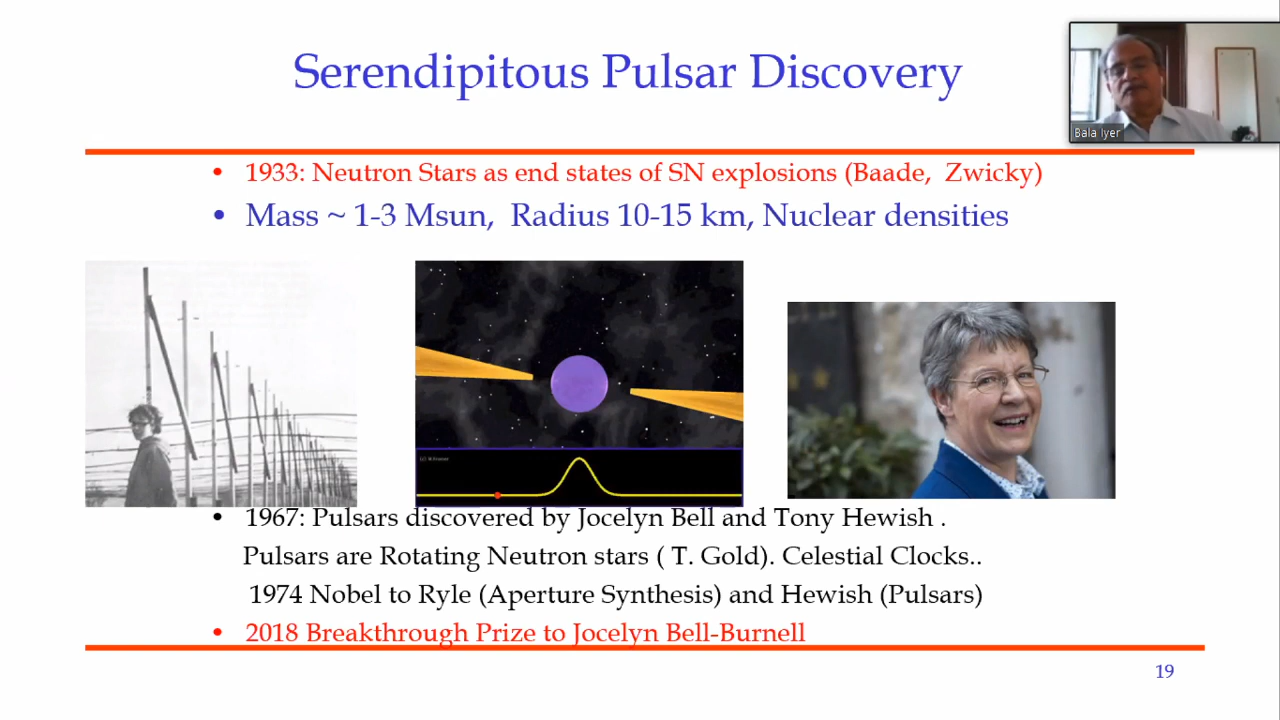 Serendipitous Pulsar Discovery
Bala Iyer
• 1933: Neutron Stars as end states of SN explosions (Baade, Zwicky)
• Mass ~ 1-3 Msun, Radius 10-15 km, Nuclear densities
• 1967: Pulsars discovered by Jocelyn Bell and Tony Hewish .
Pulsars are Rotating Neutron stars ( T. Gold). Celestial Clocks..
1974 Nobel to Ryle (Aperture Synthesis) and Hewish (Pulsars)
• 2018 Breakthrough Prize to Jocelyn Bell-Burnell
19